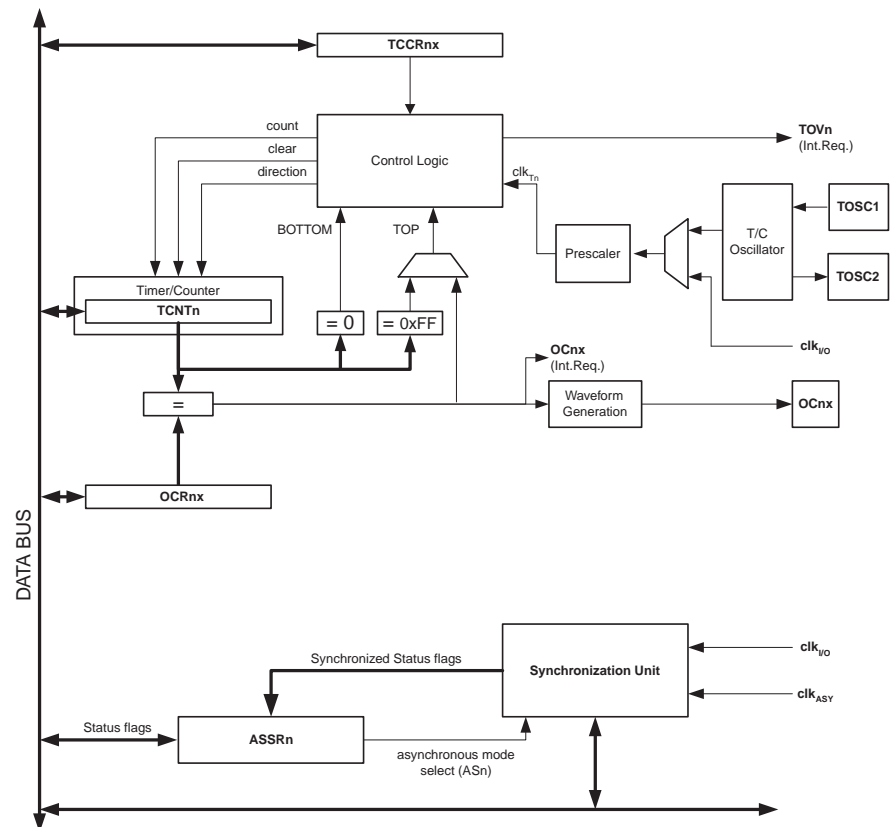 TCCRnx
count
clear
direction
Control Logic
TOVn
(Int.Req.)
clkTn
BOTTOM
TOP
Prescaler
T/C
Oscillator
TOSC1
TOSC2
Timer/Counter
TCNTn
= 0
= 0xFF
clkI/O
OCnx
(Int.Req.)
=
Waveform
Generation
OCnx
OCRnx
DATA BUS
Synchronized Status flags
Synchronization Unit
clkI/O
clkASY
Status flags
ASSRn
asynchronous mode
select (ASn)